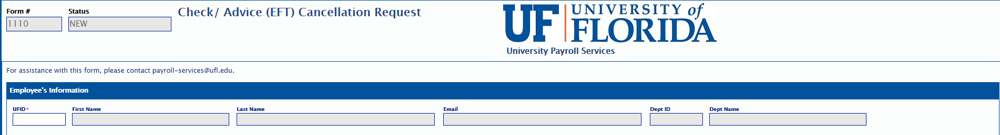 Form #
Status
Check/ Advice (EFT) Cancellation Request
1110
NEW
UF
UNIVERSITY of
FLORIDA
University Payroll Services
For assistance with this form, please contact payroll-services@ufl.edu.
Employee's Information
UFID *
First Name
Last Name
Email
Dept ID
Dept Name